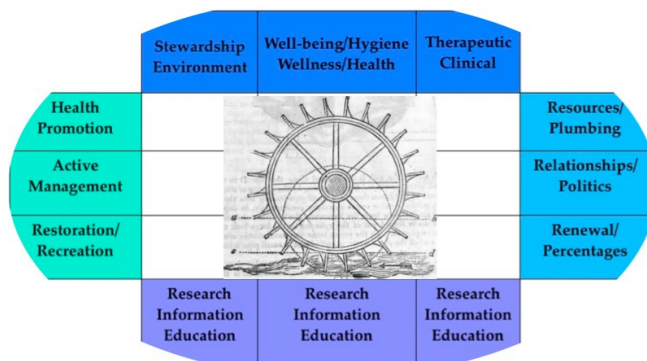 Stewardship
Environment
Well-being/Hygiene
Wellness/Health
Therapeutic
Clinical
Health
Promotion
Resources/
Plumbing
Active
Management
Relationships/
Politics
Restoration/
Recreation
Renewal/
Percentages
Research
Information
Education
Research
Information
Education
Research
Information
Education